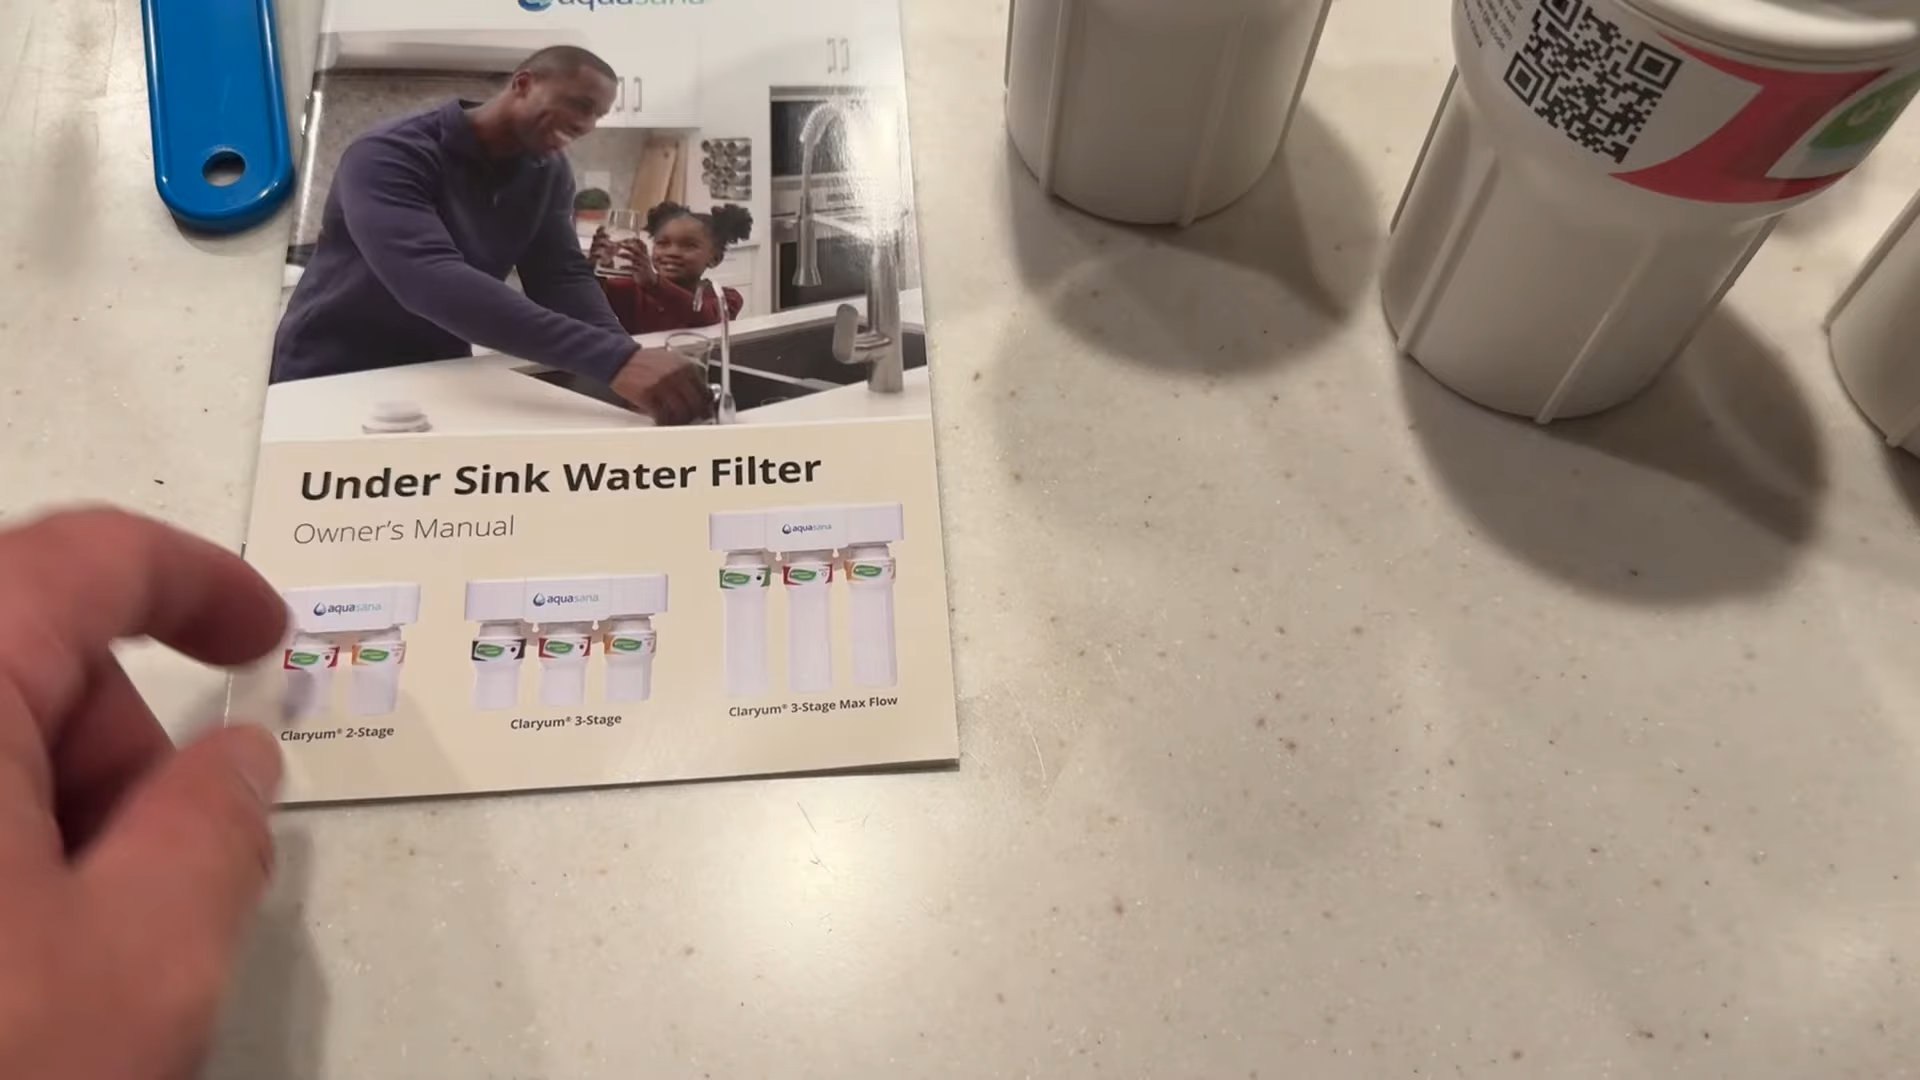 aquasana
Under Sink Water Filter
Owner's Manual
aquasana
aquasana
aquasana
Claryum® 2-Stage
Claryum® 3-Stage
Claryum® 3-Stage Max Flow